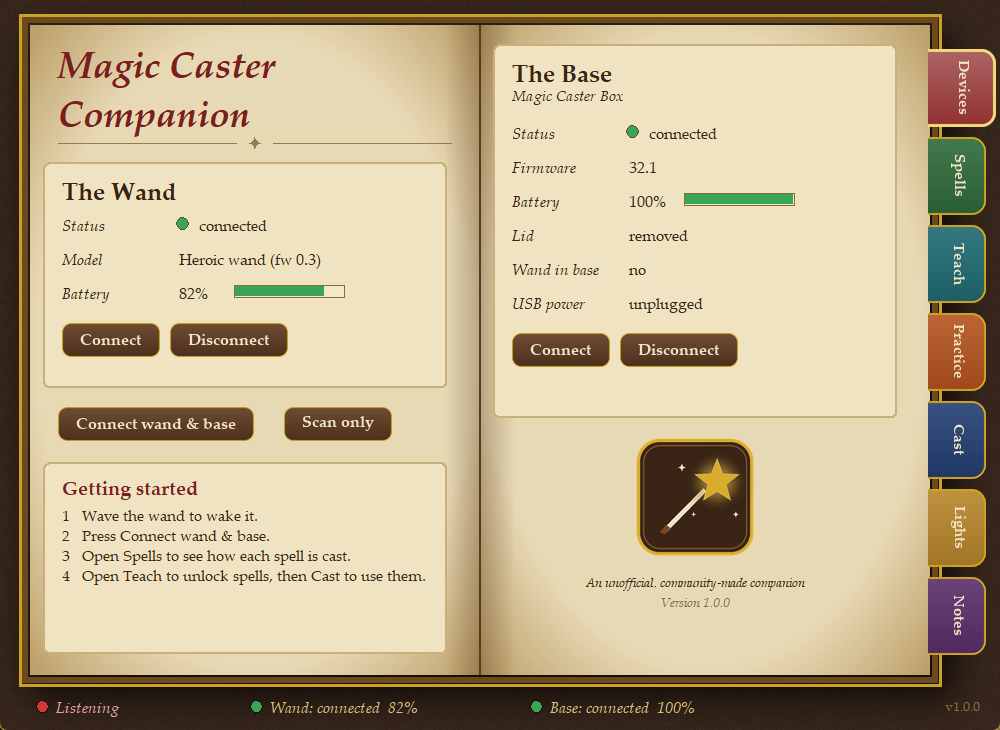 Magic Caster
Companion
The Wand
Status connected
Model Heroic wand (fw 0.3)
Battery 82%
Connect Disconnect
Connect wand & base Scan only
Getting started
1 Wave the wand to wake it.
2 Press Connect wand & base.
3 Open Spells to see how each spell is cast.
4 Open Teach to unlock spells, then Cast to use them.
The Base
Magic Caster Box
Status connected
Firmware 32.1
Battery 100%
Lid removed
Wand in base no
USB power unplugged
Connect Disconnect
An unofficial, community-made companion
Version 1.0.0
Devices
Spells
Teach
Practice
Cast
Lights
Notes
Listening Wand: connected 82% Base: connected 100% v1.0.0